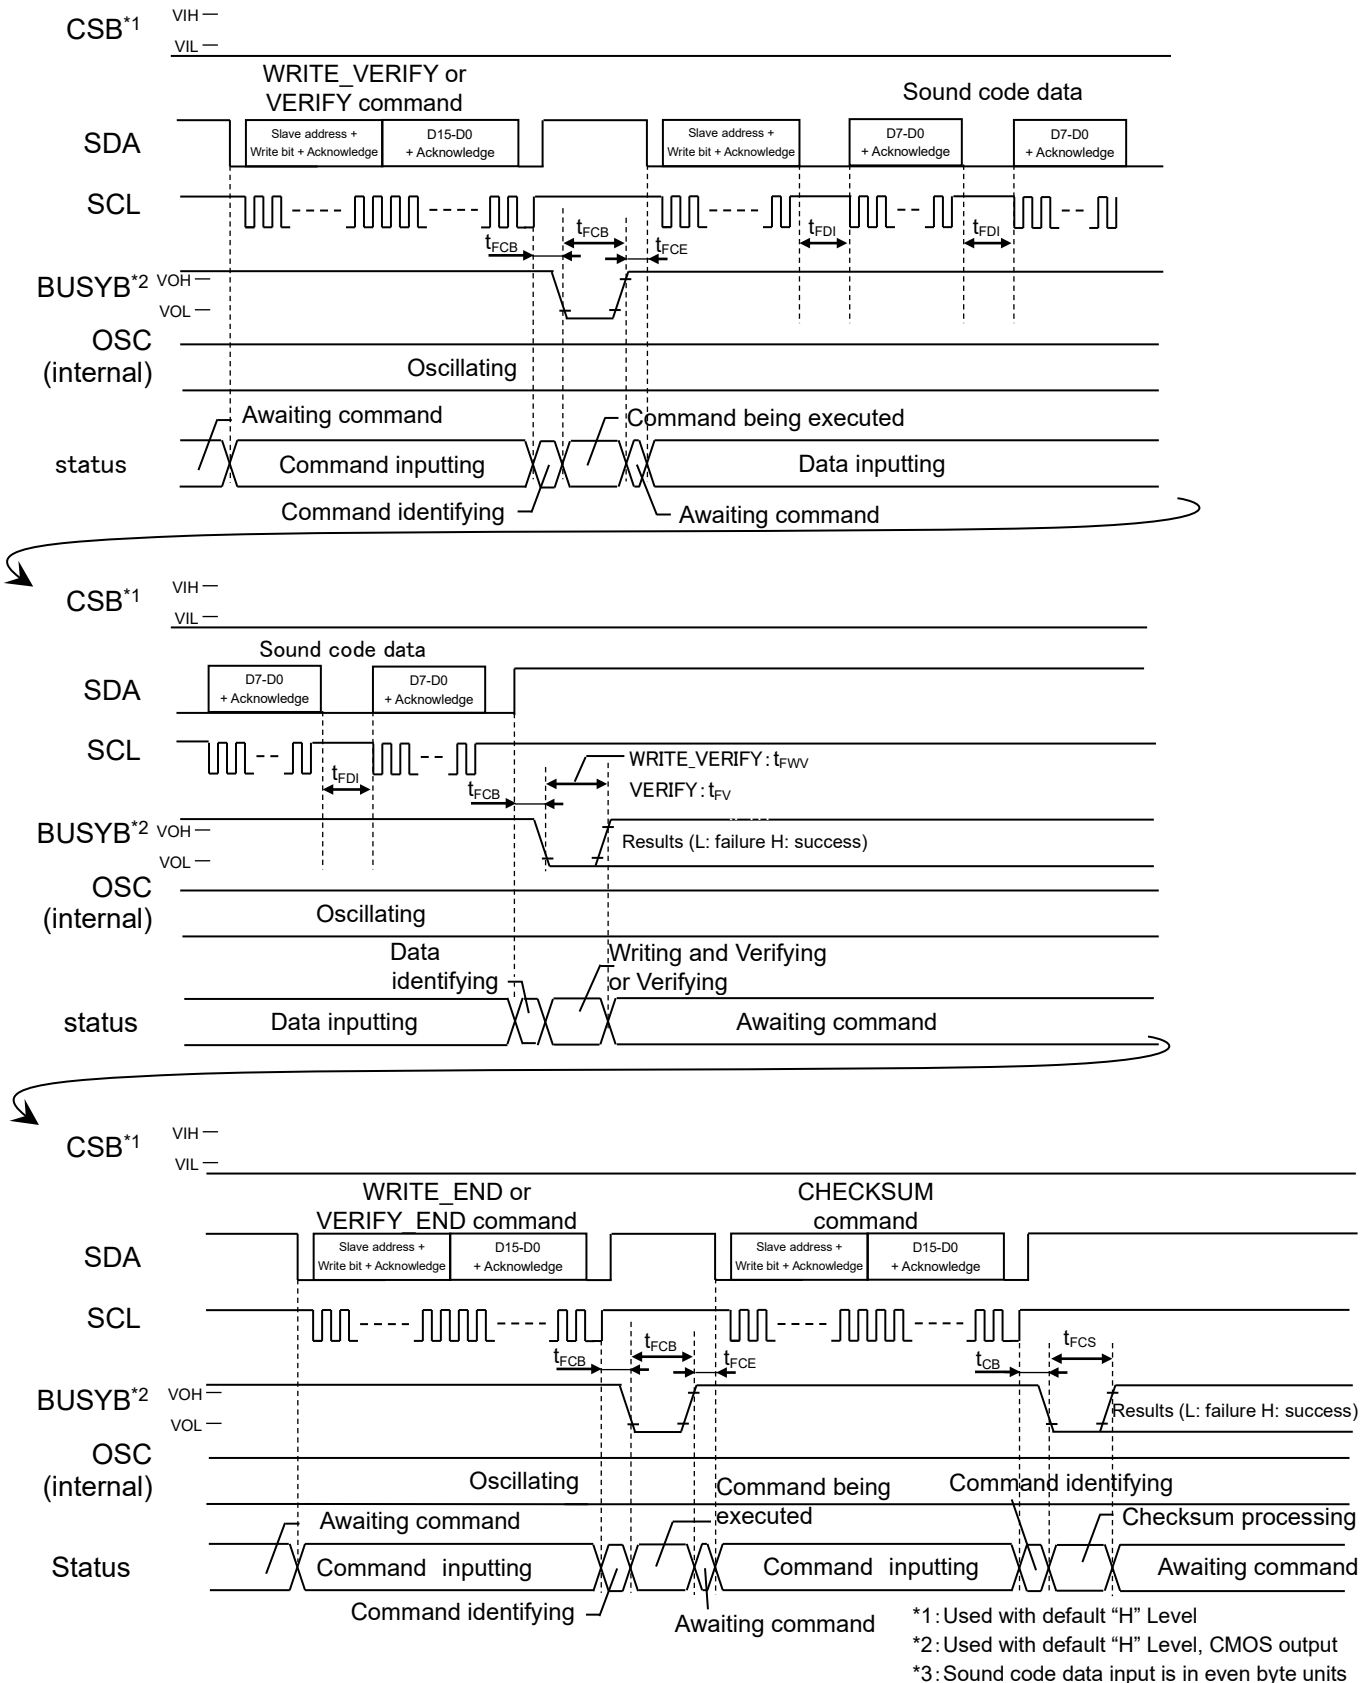 CSB*1
VIH
VIL
WRITE_VERIFY or
VERIFY command
Sound code data
SDA
Slave address +
Write bit + Acknowledge
D15-D0
+ Acknowledge
Slave address +
Write bit + Acknowledge
D7-D0
+ Acknowledge
D7-D0
+ Acknowledge
SCL
tFCB
tFCB
tFCE
tFDI
tFDI
BUSYB*2
VOH
VOL
OSC
(internal)
Oscillating
Awaiting command
Command being executed
status
Command inputting
Data inputting
Command identifying
Awaiting command
CSB*1
VIH
VIL
Sound code data
SDA
D7-D0
+ Acknowledge
D7-D0
+ Acknowledge
SCL
tFDI
tFCB
WRITE_VERIFY: tFWV
VERIFY: tFV
BUSYB*2
VOH
VOL
Results (L: failure H: success)
OSC
(internal)
Oscillating
Data
identifying
Writing and Verifying
or Verifying
status
Data inputting
Awaiting command
CSB*1
VIH
VIL
WRITE_END or
VERIFY_END command
CHECKSUM
command
SDA
Slave address +
Write bit + Acknowledge
D15-D0
+ Acknowledge
Slave address +
Write bit + Acknowledge
D15-D0
+ Acknowledge
SCL
tFCB
tFCB
tFCE
tCB
tFCS
BUSYB*2
VOH
VOL
Results (L: failure H: success)
OSC
(internal)
Oscillating
Command being
executed
Command identifying
Awaiting command
Checksum processing
Status
Command inputting
Command inputting
Awaiting command
Command identifying
Awaiting command
*1: Used with default “H” Level
*2: Used with default “H” Level, CMOS output
*3: Sound code data input is in even byte units